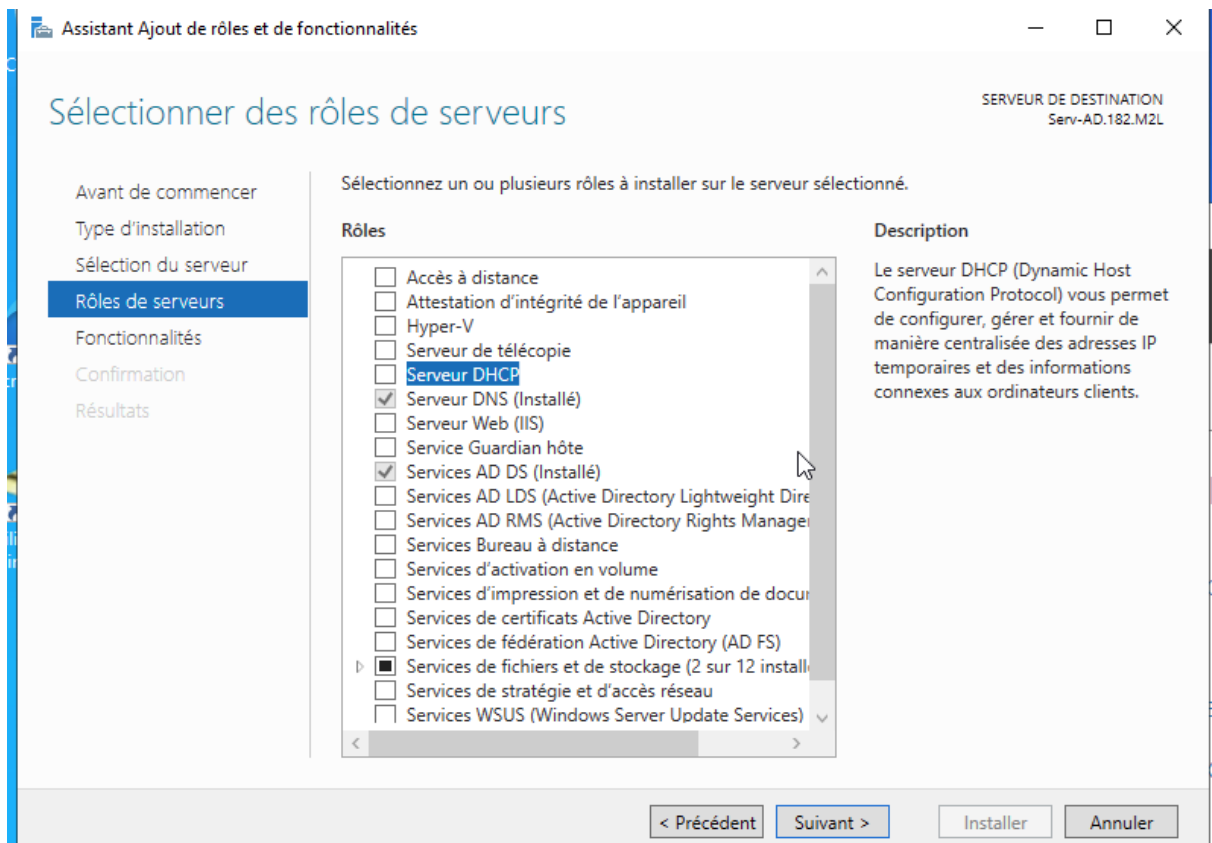 Assistant Ajout de rôles et de fonctionnalités
Sélectionner des rôles de serveurs
SERVEUR DE DESTINATION
Serv-AD.182.M2L
Avant de commencer
Type d'installation
Sélection du serveur
Rôles de serveurs
Fonctionnalités
Confirmation
Résultats
Sélectionnez un ou plusieurs rôles à installer sur le serveur sélectionné.
Rôles
Accès à distance
Attestation d'intégrité de l'appareil
Hyper-V
Serveur de télécopie
Serveur DHCP
Serveur DNS (Installé)
Serveur Web (IIS)
Service Guardian hôte
Services AD DS (Installé)
Services AD LDS (Active Directory Lightweight Dire
Services AD RMS (Active Directory Rights Manage
Services Bureau à distance
Services d'activation en volume
Services d'impression et de numérisation de docu
Services de certificats Active Directory
Services de fédération Active Directory (AD FS)
Services de fichiers et de stockage (2 sur 12 install
Services de stratégie et d'accès réseau
Services WSUS (Windows Server Update Services)
Description
Le serveur DHCP (Dynamic Host
Configuration Protocol) vous permet
de configurer, gérer et fournir de
manière centralisée des adresses IP
temporaires et des informations
connexes aux ordinateurs clients.
< Précédent
Suivant >
Installer
Annuler